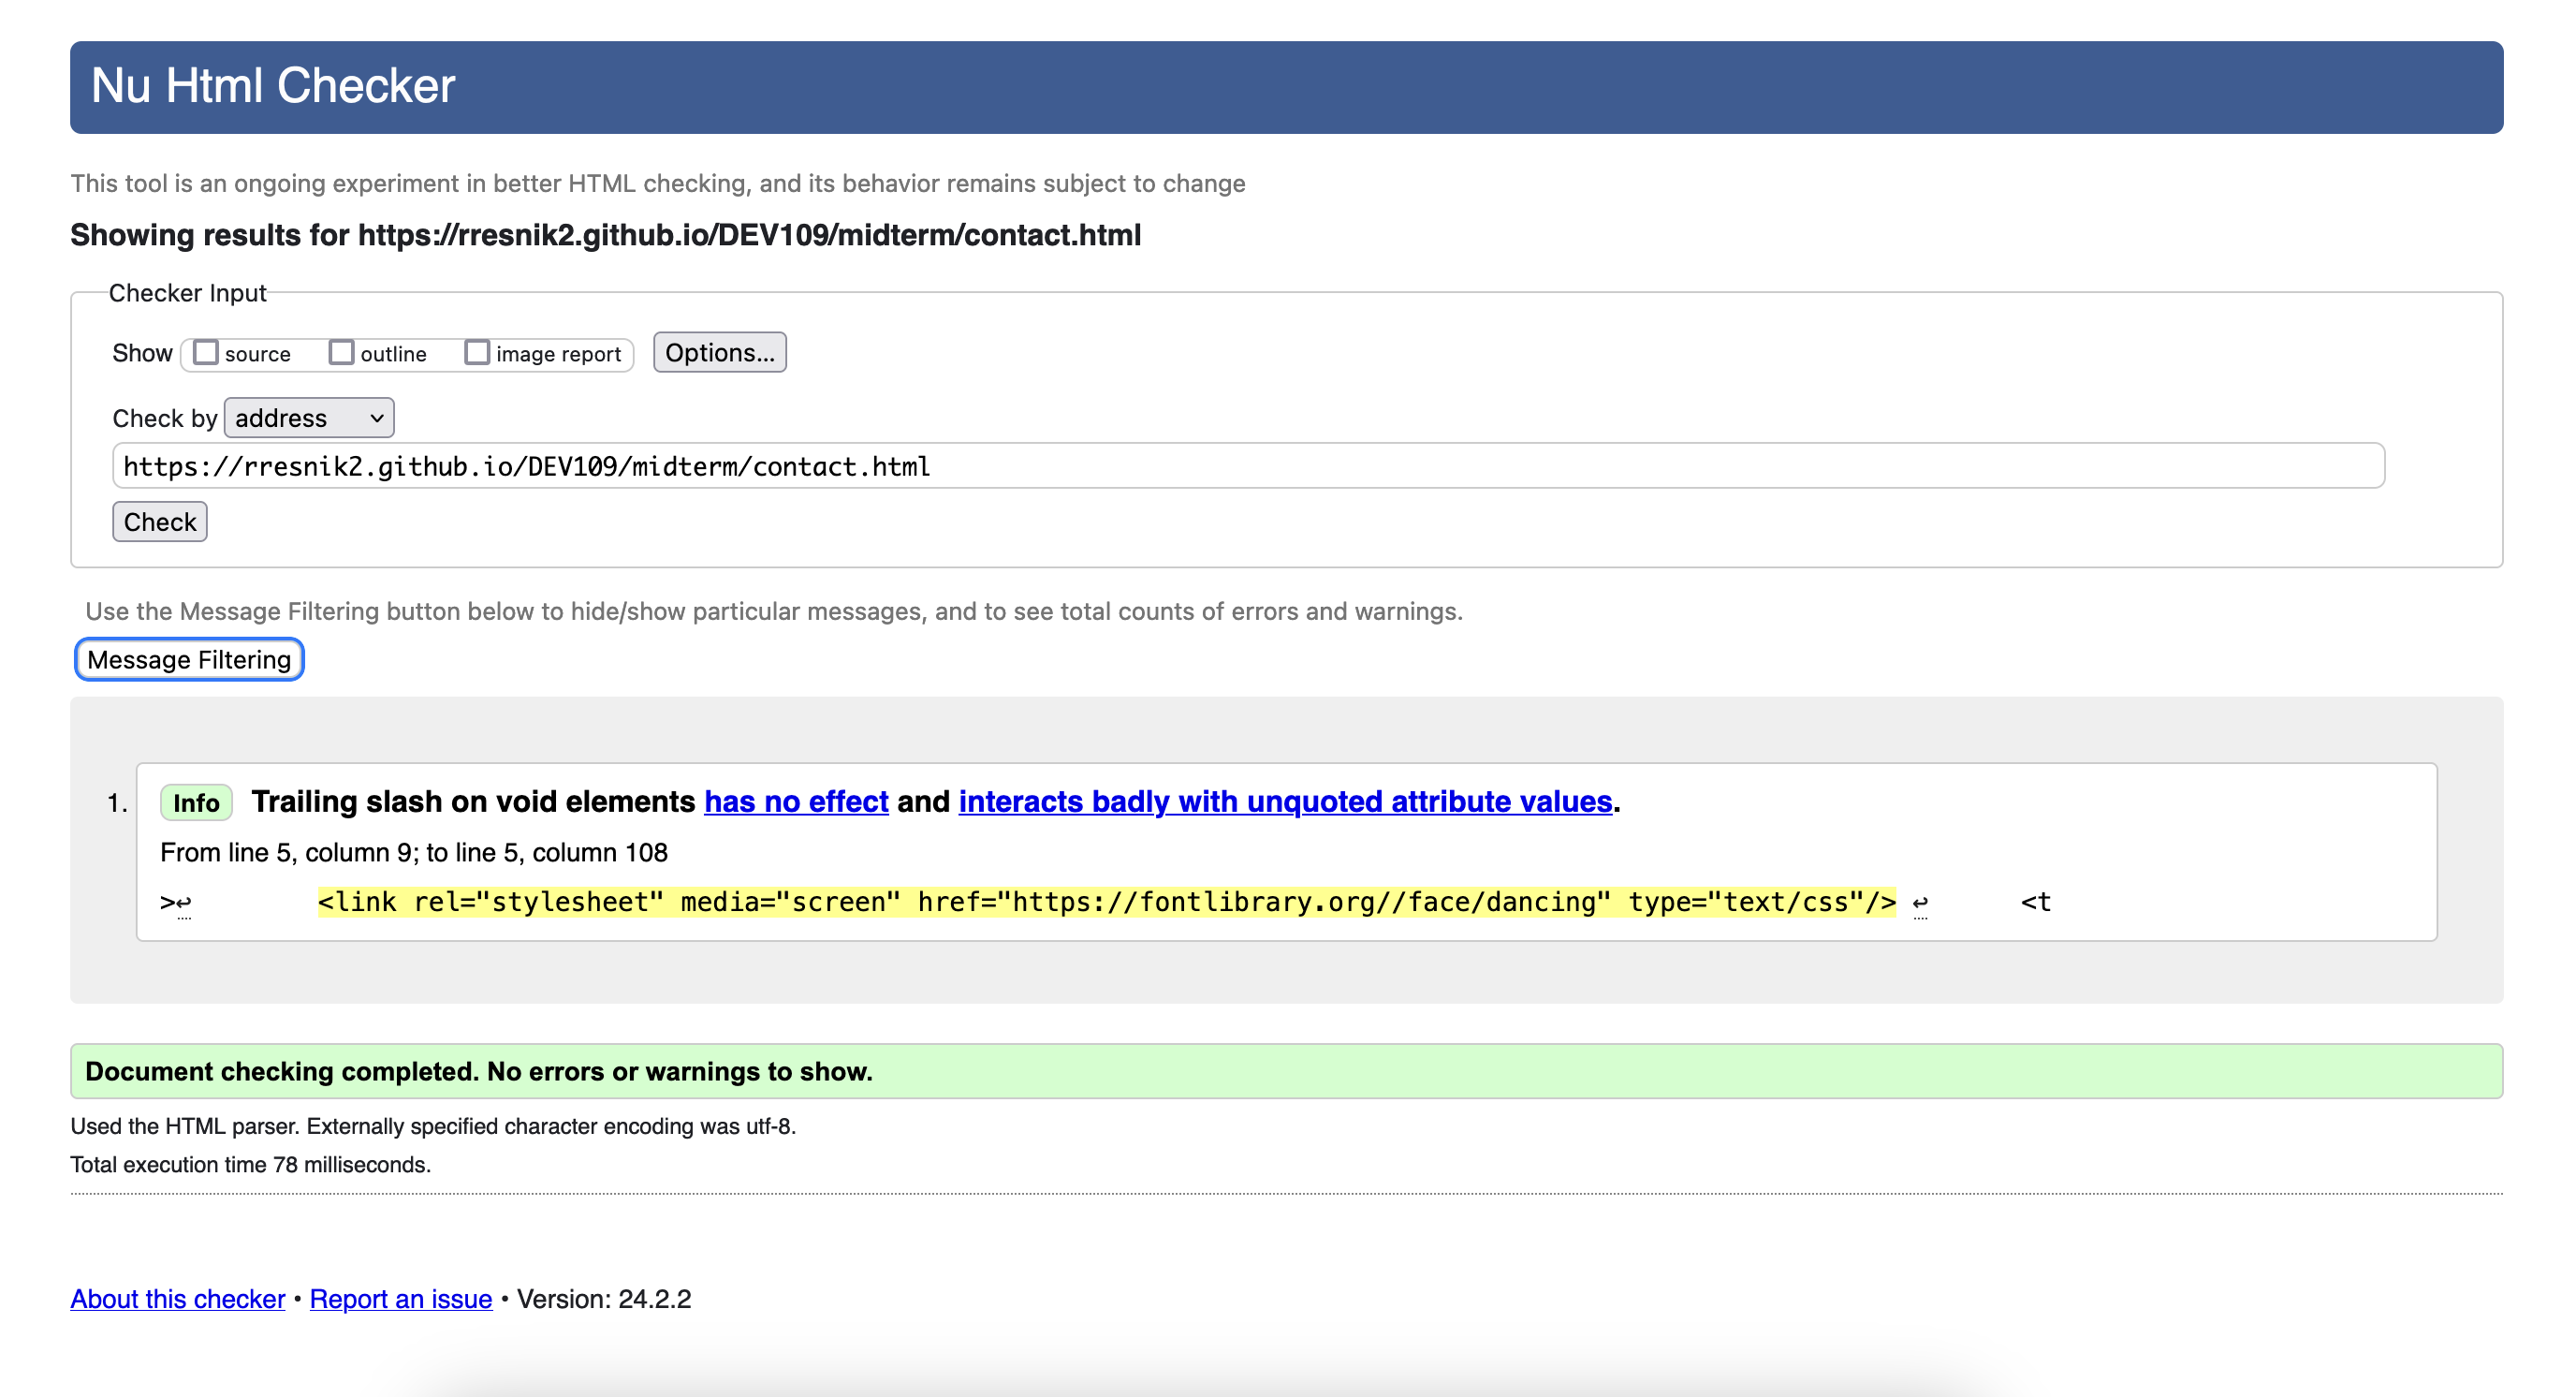 Nu Html Checker
This tool is an ongoing experiment in better HTML checking, and its behavior remains subject to change
Showing results for https://rresnik2.github.io/DEV109/midterm/contact.html
Checker Input
Show source outline image report Options...
Check by address
https://rresnik2.github.io/DEV109/midterm/contact.html
Check
Use the Message Filtering button below to hide/show particular messages, and to see total counts of errors and warnings.
Message Filtering
1. Info Trailing slash on void elements has no effect and interacts badly with unquoted attribute values.
From line 5, column 9; to line 5, column 108
>↩ <link rel="stylesheet" media="screen" href="https://fontlibrary.org//face/dancing" type="text/css"/> ↩ <t
Document checking completed. No errors or warnings to show.
Used the HTML parser. Externally specified character encoding was utf-8.
Total execution time 78 milliseconds.
About this checker • Report an issue • Version: 24.2.2